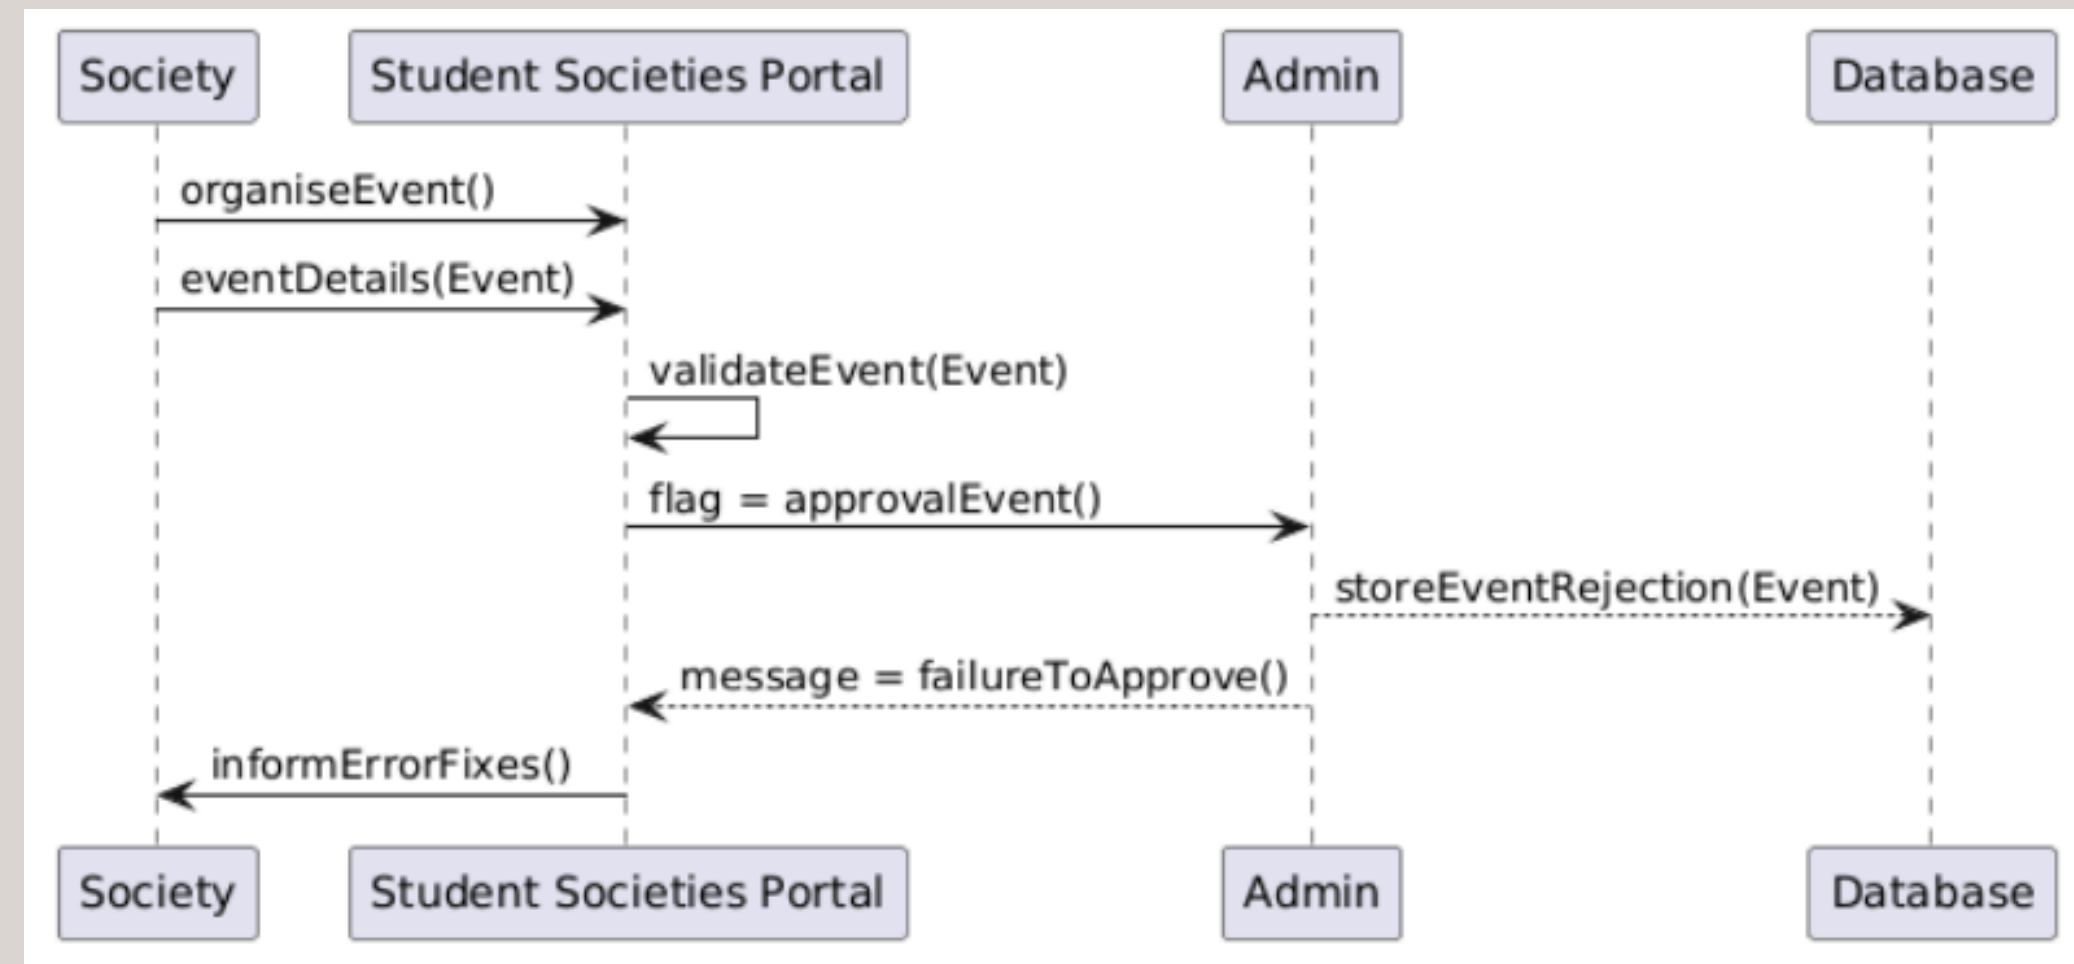 Society
Student Societies Portal
Admin
Database
organiseEvent()
eventDetails(Event)
validateEvent(Event)
flag = approvalEvent()
storeEventRejection(Event)
message = failureToApprove()
informErrorFixes()
Society
Student Societies Portal
Admin
Database